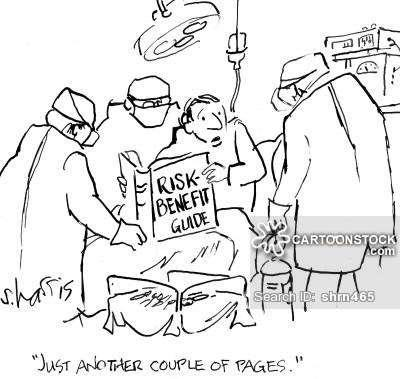 RISK-
BENEFIT
GUIDE
CARTOONSTOCK
.com
Search ID: shrn465
s.harris
"JUST ANOTHER COUPLE OF PAGES."